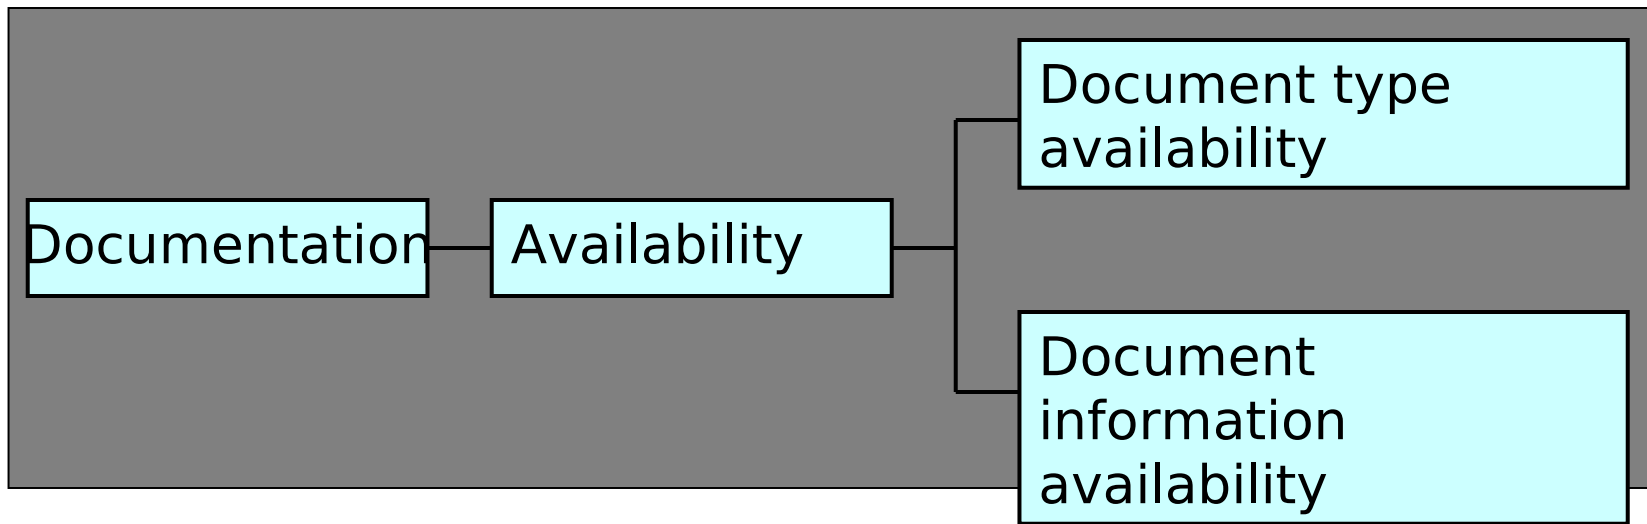 Document type
availability
Documentation
Availability
Document
information
availability